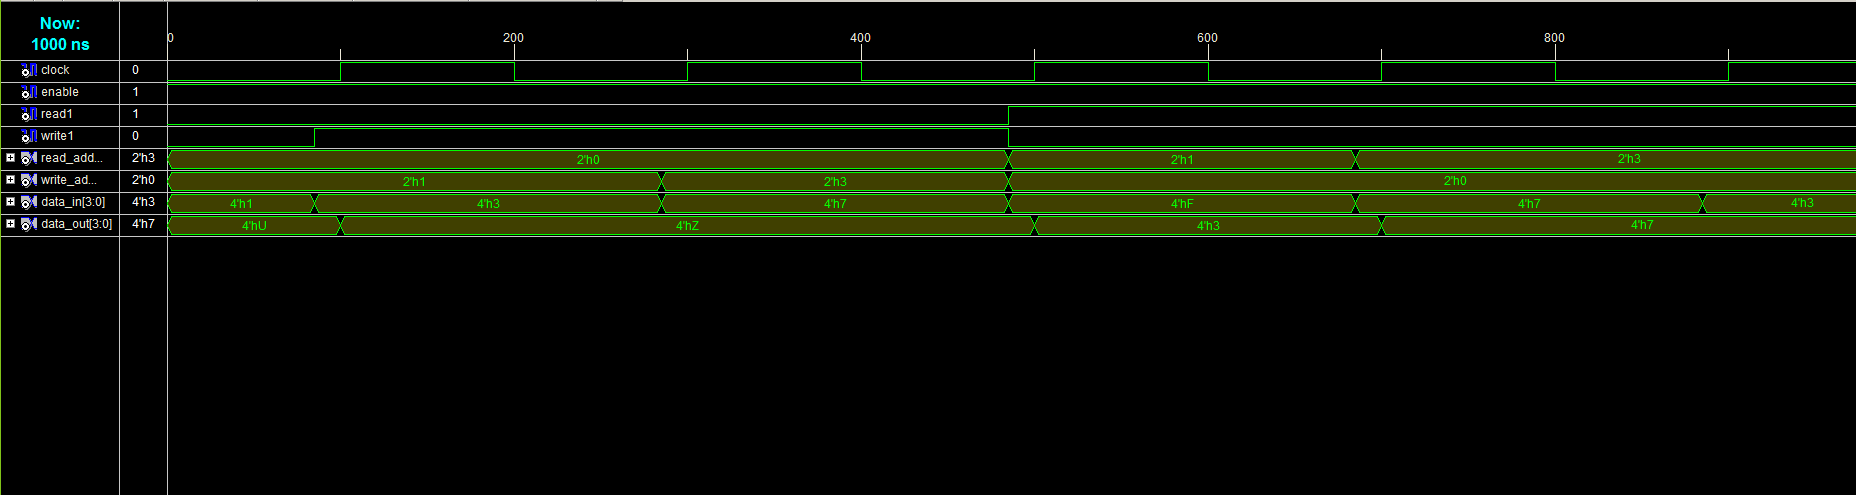 Now:
1000 ns
0 200 400 600 800
clock 0
enable 1
read1 1
write1 0
read_add... 2'h3 2'h0 2'h1 2'h3
write_ad... 2'h0 2'h1 2'h3 2'h0
data_in[3:0] 4'h3 4'h1 4'h3 4'h7 4'hF 4'h7 4'h3
data_out[3:0] 4'h7 4'hU 4'hZ 4'h3 4'h7